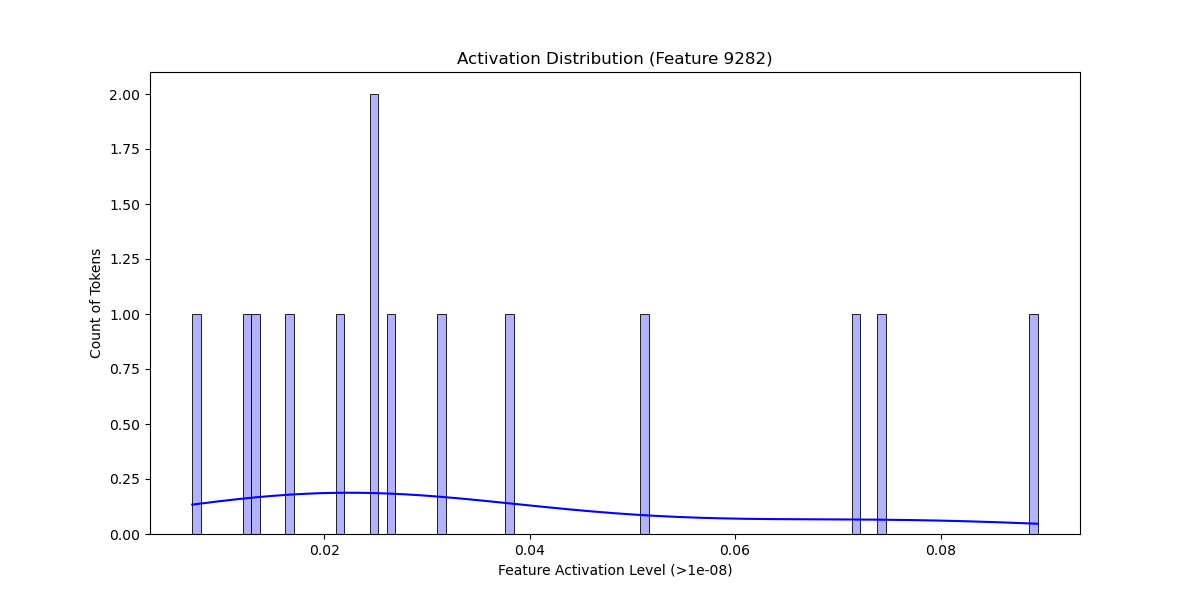 Activation Distribution (Feature 9282)
2.00
1.75
1.50
1.25
1.00
0.75
0.50
0.25
0.00
Count of Tokens
0.02 0.04 0.06 0.08
Feature Activation Level (>1e-08)